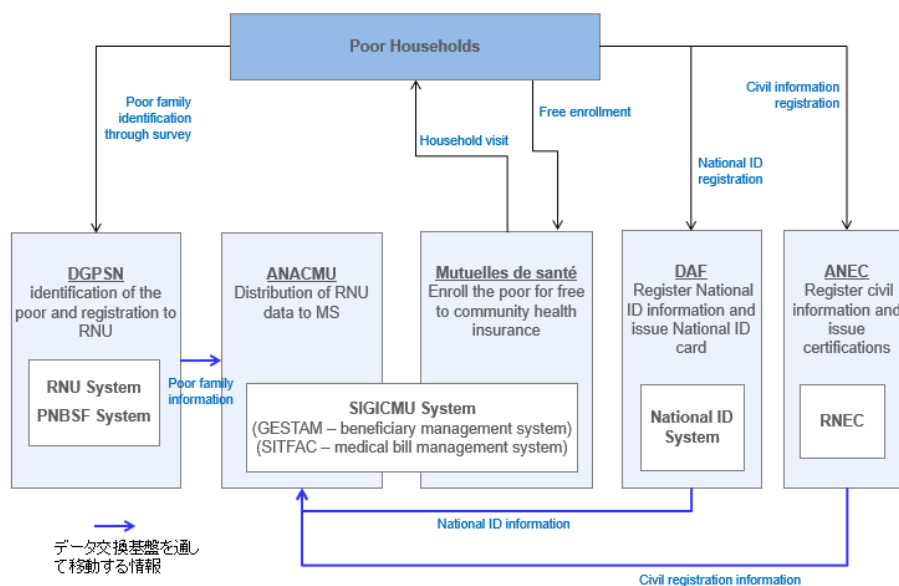 Poor Households
Poor family
identification
through survey
Household visit
Free enrollment
National ID
registration
Civil information
registration
DGPSN
identification of the
poor and registration to
RNU
RNU System
PNBSF System
Poor family
information
ANACMU
Distribution of RNU
data to MS
Mutuelles de santé
Enroll the poor for free
to community health
insurance
SIGICMU System
(GESTAM – beneficiary management system)
(SITFAC – medical bill management system)
DAF
Register National
ID information and
issue National ID
card
National ID
System
ANEC
Register civil
information and
issue
certifications
RNEC
National ID information
Civil registration information
データ交換基盤を通し
て移動する情報